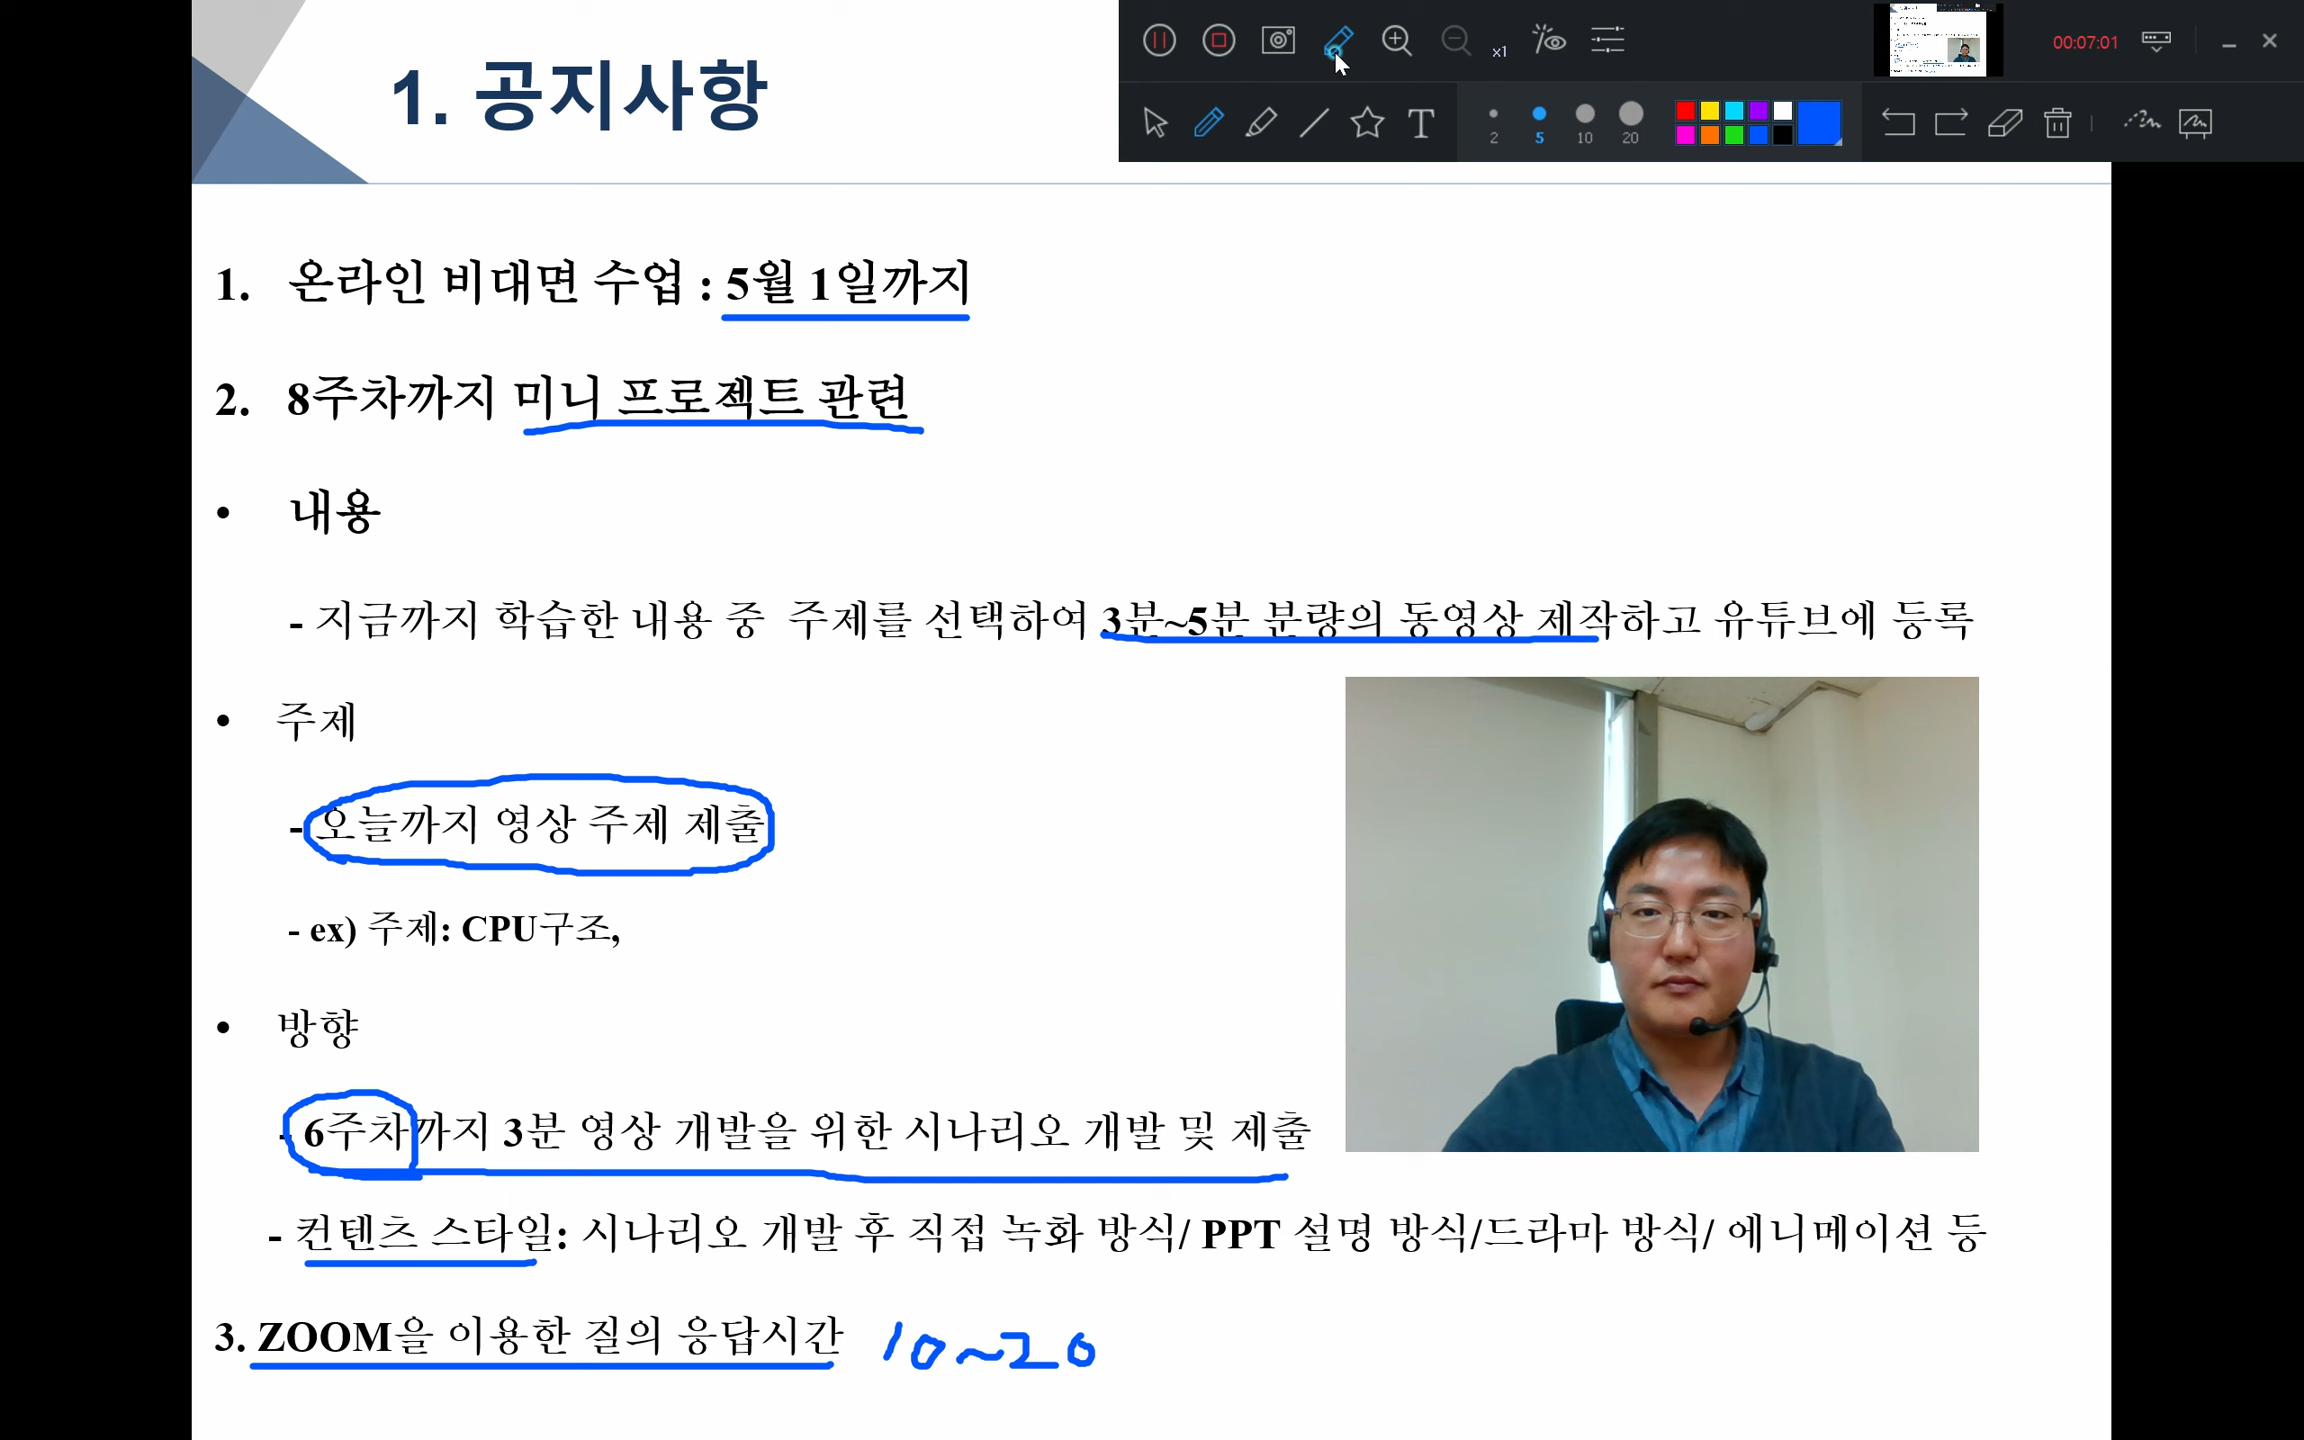 1. 공지사항
x1
00:07:01
T
2 5 10 20
1. 온라인 비대면 수업 : 5월 1일까지
2. 8주차까지 미니 프로젝트 관련
• 내용
- 지금까지 학습한 내용 중 주제를 선택하여 3분~5분 분량의 동영상 제작하고 유튜브에 등록
• 주제
- 오늘까지 영상 주제 제출
- ex) 주제: CPU구조,
• 방향
- 6주차까지 3분 영상 개발을 위한 시나리오 개발 및 제출
- 컨텐츠 스타일: 시나리오 개발 후 직접 녹화 방식/ PPT 설명 방식/드라마 방식/ 에니메이션 등
3. ZOOM을 이용한 질의 응답시간 10~20